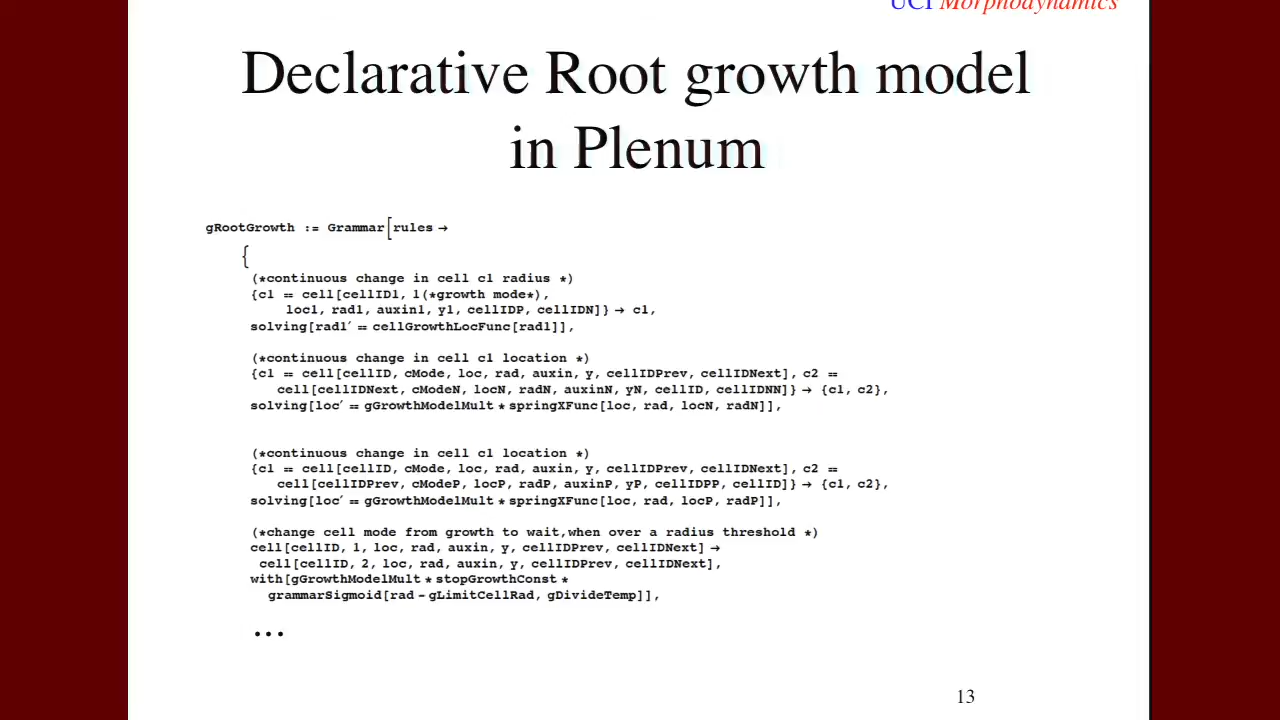 UCI Morphodynamics
Declarative Root growth model
in Plenum
gRootGrowth := Grammar[rules →
{
(*continuous change in cell c1 radius *)
{c1 == cell[cellID1, 1(*growth mode*),
loc1, rad1, auxin1, y1, cellIDP, cellIDN]} → c1,
solving[rad1′ == cellGrowthLocFunc[rad1]],
(*continuous change in cell c1 location *)
{c1 == cell[cellID, cMode, loc, rad, auxin, y, cellIDPrev, cellIDNext], c2 ==
cell[cellIDNext, cModeN, locN, radN, auxinN, yN, cellID, cellIDNN]} → {c1, c2},
solving[loc′ == gGrowthModelMult * springXFunc[loc, rad, locN, radN]],
(*continuous change in cell c1 location *)
{c1 == cell[cellID, cMode, loc, rad, auxin, y, cellIDPrev, cellIDNext], c2 ==
cell[cellIDPrev, cModeP, locP, radP, auxinP, yP, cellIDPP, cellID]} → {c1, c2},
solving[loc′ == gGrowthModelMult * springXFunc[loc, rad, locP, radP]],
(*change cell mode from growth to wait,when over a radius threshold *)
cell[cellID, 1, loc, rad, auxin, y, cellIDPrev, cellIDNext] →
cell[cellID, 2, loc, rad, auxin, y, cellIDPrev, cellIDNext],
with[gGrowthModelMult * stopGrowthConst *
grammarSigmoid[rad - gLimitCellRad, gDivideTemp]],
...
13